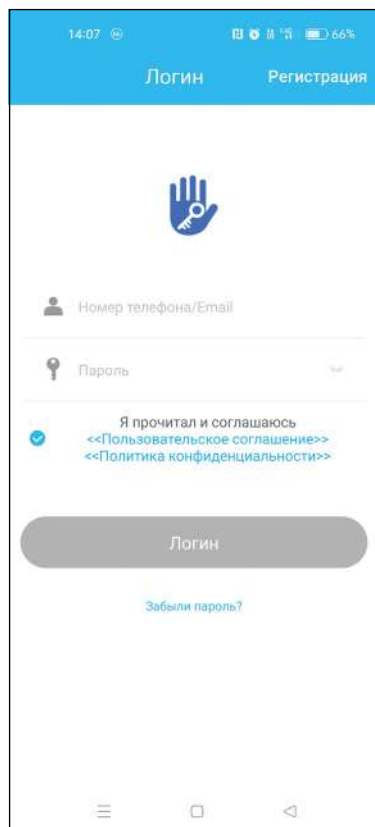 14:07
66%
Логин
Регистрация
Номер телефона/Email
Пароль
Я прочитал и соглашаюсь
<<Пользовательское соглашение>>
<<Политика конфиденциальности>>
Логин
Забыли пароль?